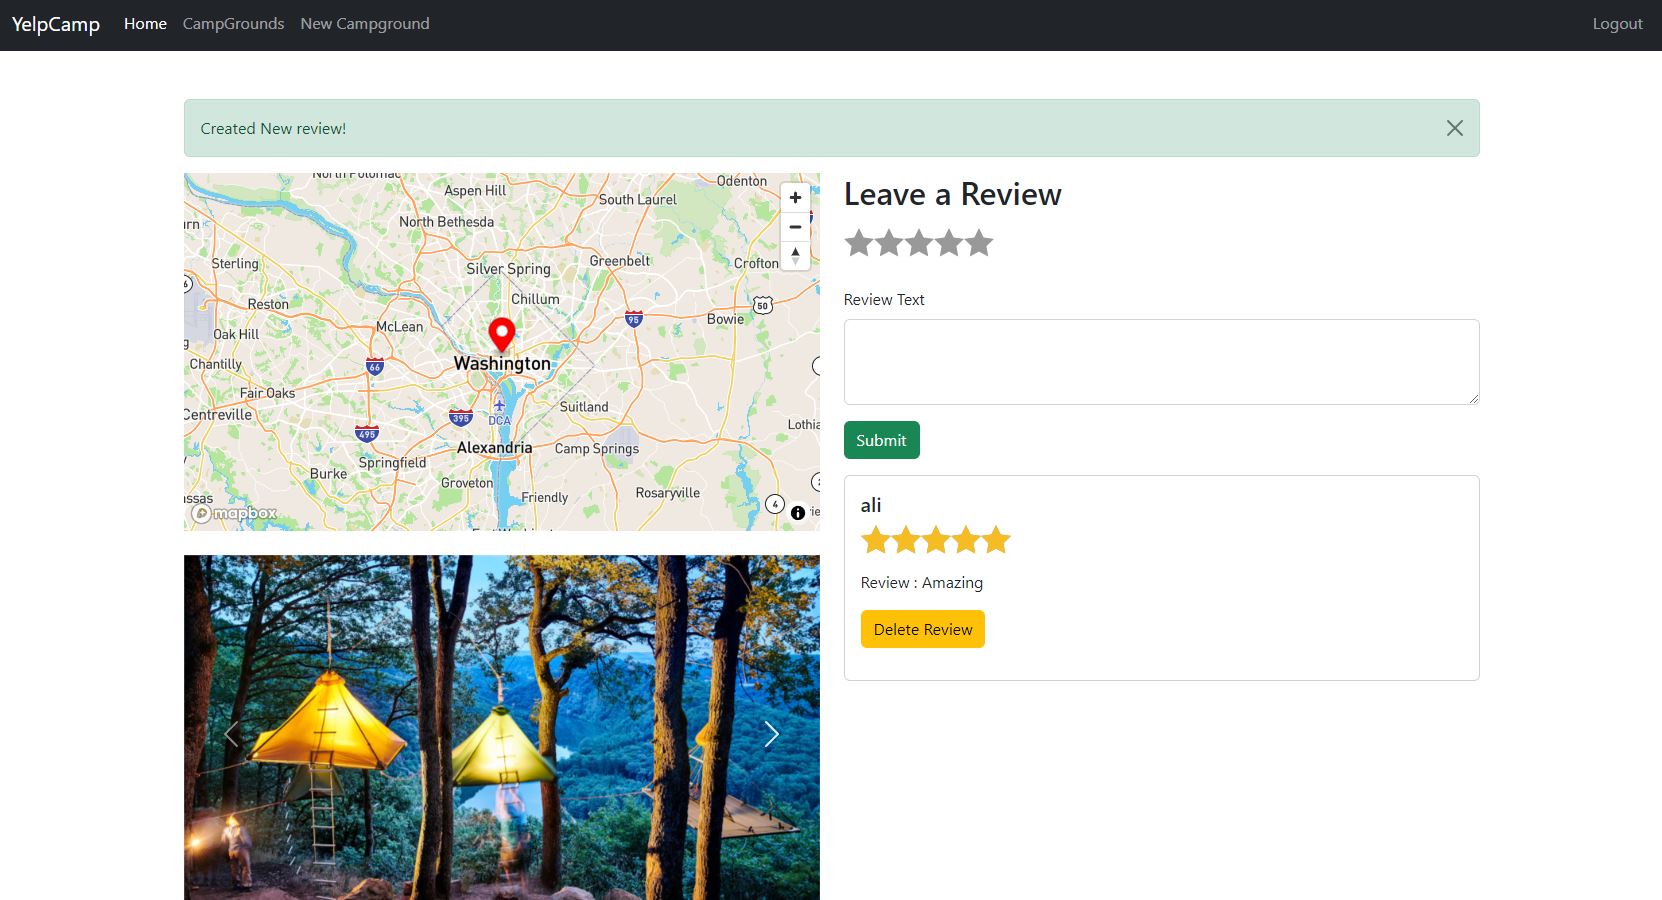 YelpCamp Home CampGrounds New Campground Logout
Created New review!
North Potomac
Aspen Hill
Odenton
South Laurel
North Bethesda
Sterling
Silver Spring
Greenbelt
Crofton
Reston
Chillum
50
McLean
95
Bowie
Oak Hill
Chantilly
66
Washington
Fair Oaks
Centreville
395
DCA
Suitland
495
Alexandria
Camp Springs
Springfield
Burke
Groveton
Friendly
Rosaryville
4
mapbox
Leave a Review
Review Text
Submit
ali
Review : Amazing
Delete Review